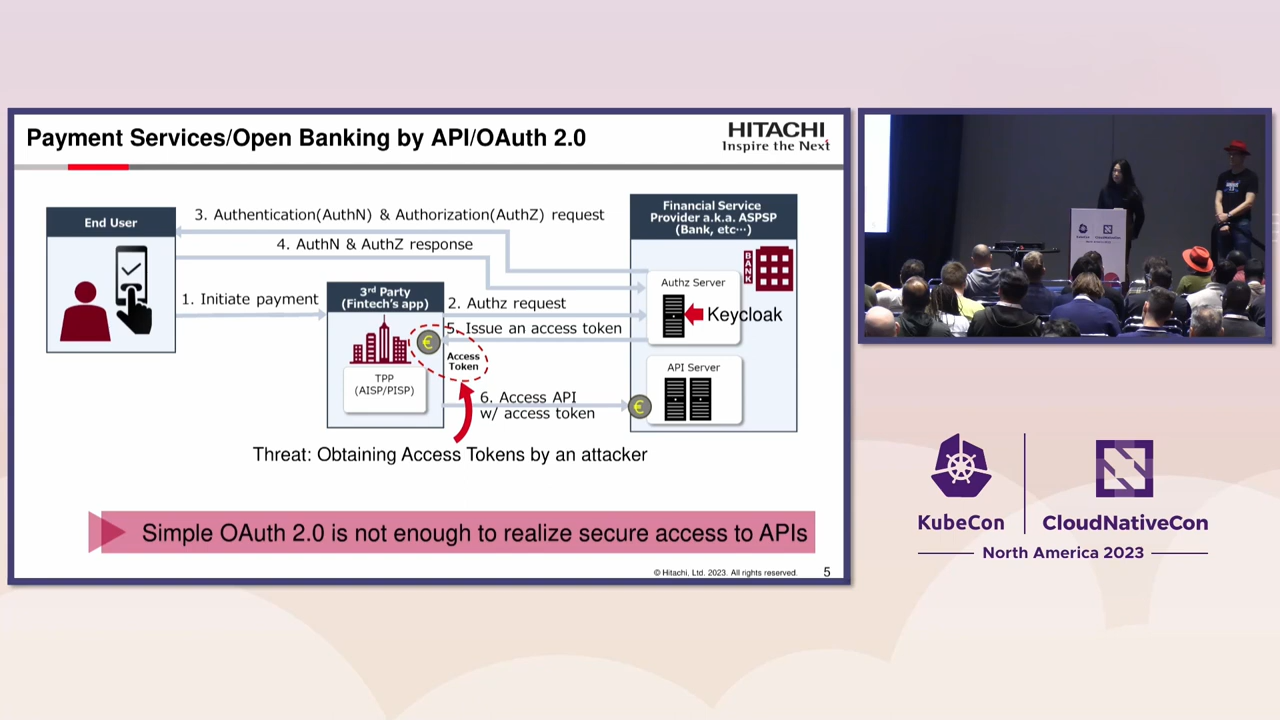 Payment Services/Open Banking by API/OAuth 2.0
HITACHI
Inspire the Next
End User
3. Authentication(AuthN) & Authorization(AuthZ) request
4. AuthN & AuthZ response
1. Initiate payment
3rd Party
(Fintech's app)
TPP
(AISP/PISP)
2. Authz request
5. Issue an access token
€
Access
Token
6. Access API
w/ access token
€
Financial Service
Provider a.k.a. ASPSP
(Bank, etc···)
BANK
Authz Server
Keycloak
API Server
Threat: Obtaining Access Tokens by an attacker
Simple OAuth 2.0 is not enough to realize secure access to APIs
© Hitachi, Ltd. 2023. All rights reserved.
5
KubeCon
CloudNativeCon
North America 2023